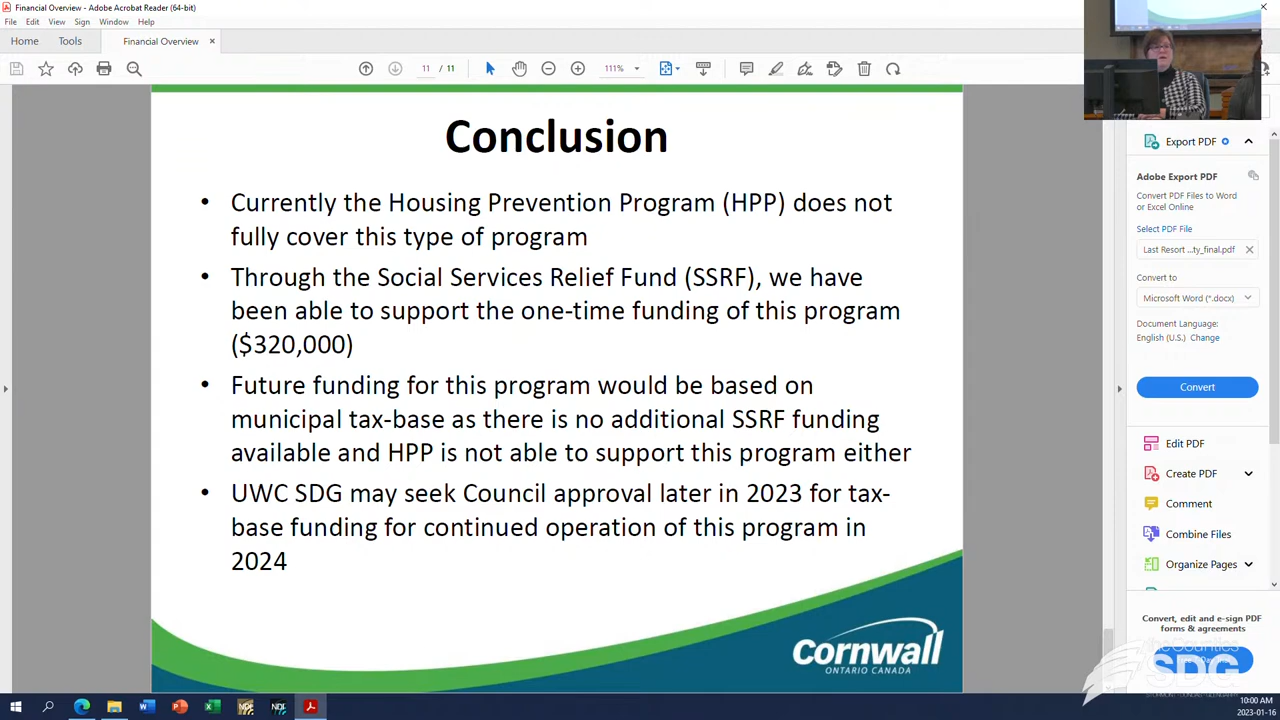 Financial Overview - Adobe Acrobat Reader (64-bit)
File Edit View Sign Window Help
Home Tools Financial Overview
11 / 11 111%
Conclusion
• Currently the Housing Prevention Program (HPP) does not
fully cover this type of program
• Through the Social Services Relief Fund (SSRF), we have
been able to support the one-time funding of this program
($320,000)
• Future funding for this program would be based on
municipal tax-base as there is no additional SSRF funding
available and HPP is not able to support this program either
• UWC SDG may seek Council approval later in 2023 for tax-
base funding for continued operation of this program in
2024
Cornwall
ONTARIO CANADA
Export PDF
Adobe Export PDF
Convert PDF Files to Word
or Excel Online
Select PDF File
Last Resort ...ty_final.pdf
Convert to
Microsoft Word (*.docx)
Document Language:
English (U.S.) Change
Convert
Edit PDF
Create PDF
Comment
Combine Files
Organize Pages
Convert, edit and e-sign PDF
forms & agreements
the Counties
SDG
10:00 AM
2023-01-16